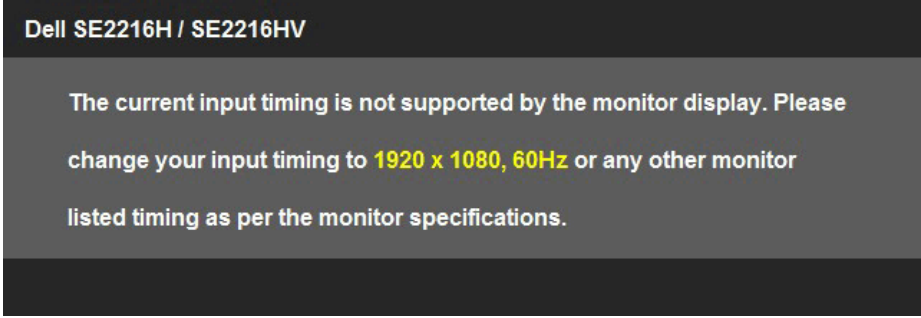 Dell SE2216H / SE2216HV
The current input timing is not supported by the monitor display. Please
change your input timing to 1920 x 1080, 60Hz or any other monitor
listed timing as per the monitor specifications.